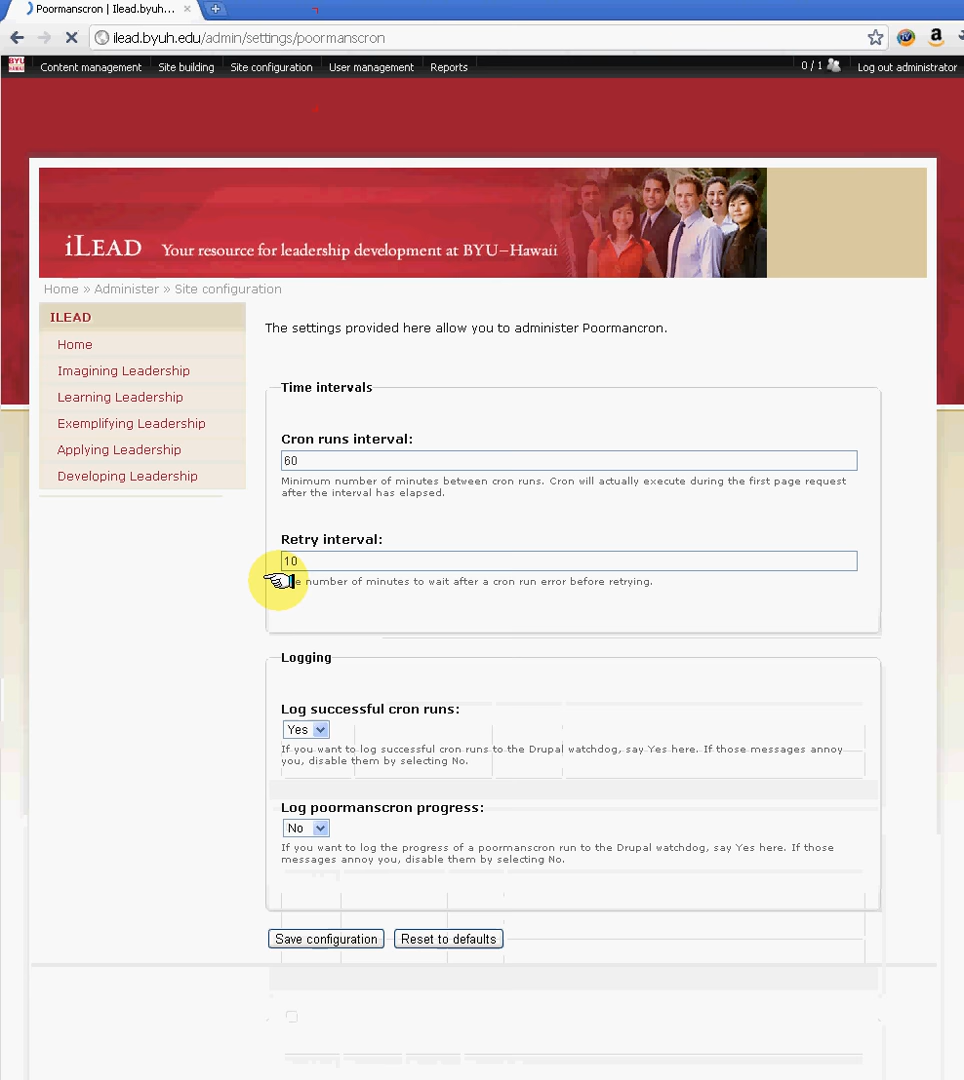 Poormanscron | Ilead.byuh...
ilead.byuh.edu/admin/settings/poormanscron
Content management Site building Site configuration User management Reports 0 / 1 Log out administrator
iLEAD Your resource for leadership development at BYU–Hawaii
Home » Administer » Site configuration
ILEAD
Home
Imagining Leadership
Learning Leadership
Exemplifying Leadership
Applying Leadership
Developing Leadership
The settings provided here allow you to administer Poormancron.
Time intervals
Cron runs interval:
60
Minimum number of minutes between cron runs. Cron will actually execute during the first page request
after the interval has elapsed.
Retry interval:
10
number of minutes to wait after a cron run error before retrying.
Logging
Log successful cron runs:
Yes
If you want to log successful cron runs to the Drupal watchdog, say Yes here. If those messages annoy
you, disable them by selecting No.
Log poormanscron progress:
No
If you want to log the progress of a poormanscron run to the Drupal watchdog, say Yes here. If those
messages annoy you, disable them by selecting No.
Save configuration Reset to defaults